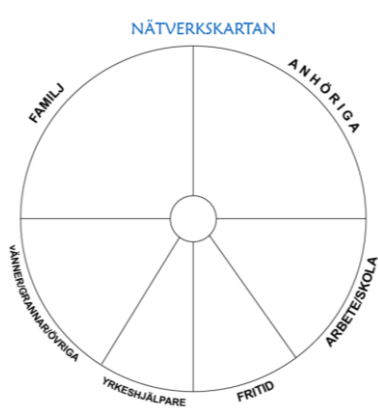 NÄTVERKSKARTAN
FAMILJ
ANHÖRIGA
VÄNNER/GRANNAR/ÖVRIGA
YRKESHJÄLPARE
FRITID
ARBETE/SKOLA